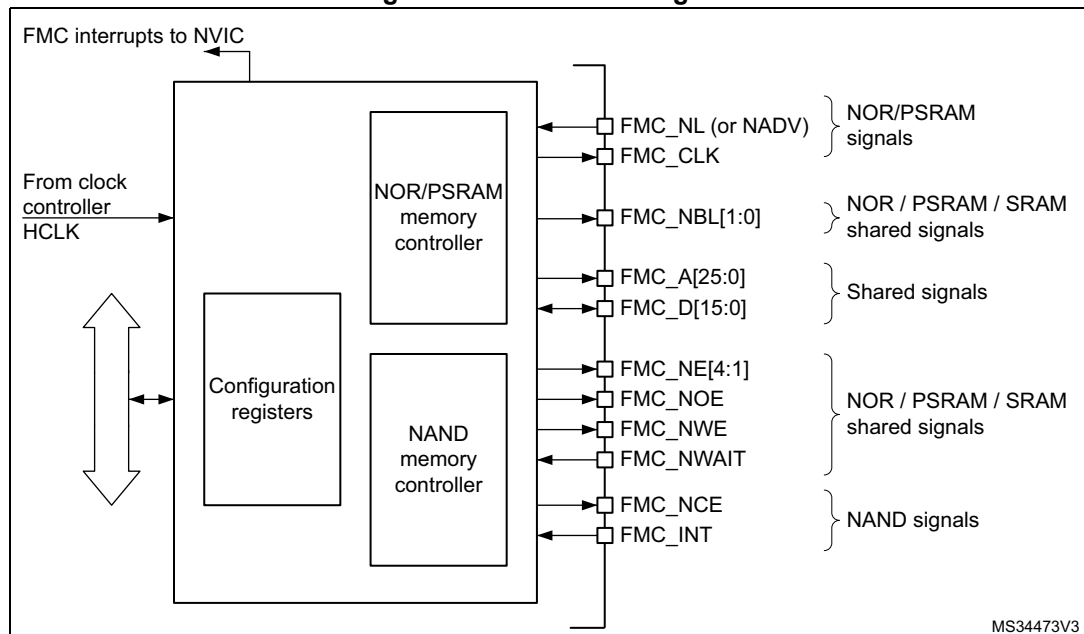 FMC interrupts to NVIC
From clock
controller
HCLK
Configuration
registers
NOR/PSRAM
memory
controller
NAND
memory
controller
FMC_NL (or NADV)
FMC_CLK
FMC_NBL[1:0]
FMC_A[25:0]
FMC_D[15:0]
FMC_NE[4:1]
FMC_NOE
FMC_NWE
FMC_NWAIT
FMC_NCE
FMC_INT
NOR/PSRAM
signals
NOR / PSRAM / SRAM
shared signals
Shared signals
NOR / PSRAM / SRAM
shared signals
NAND signals
MS34473V3